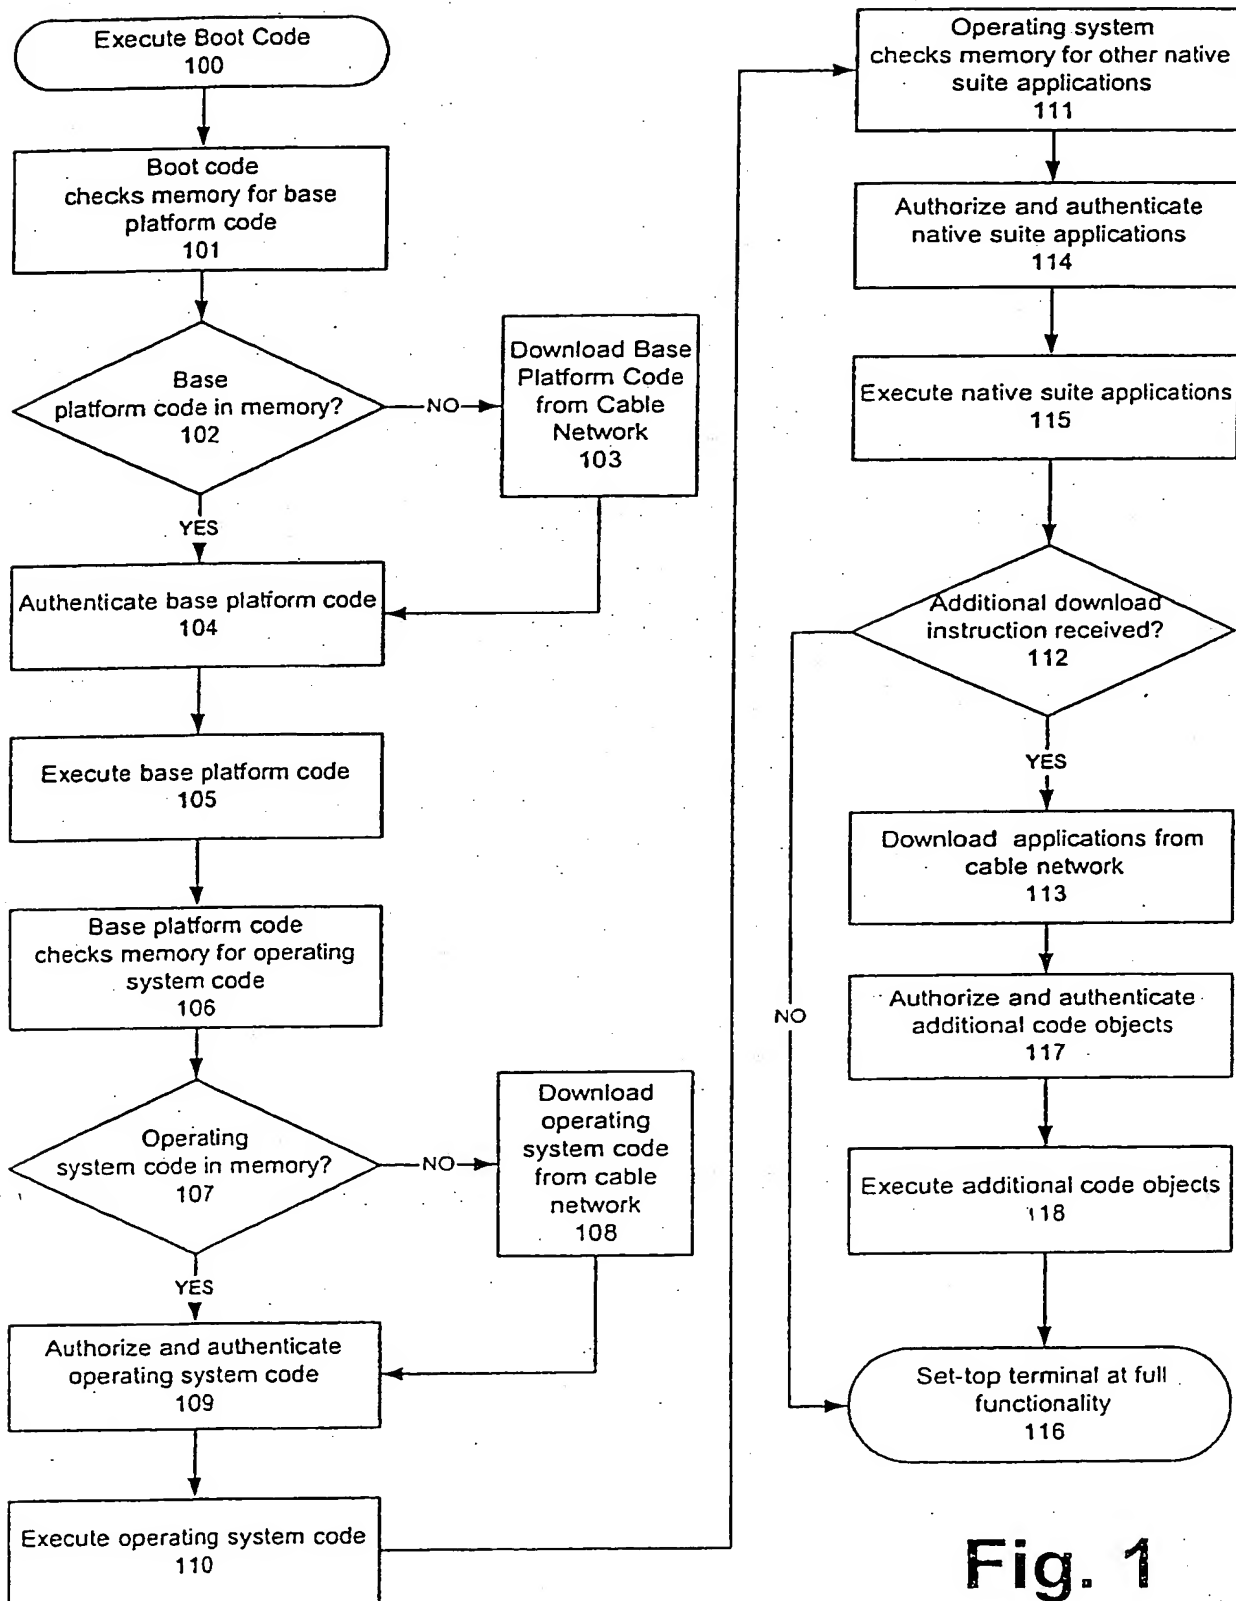 Execute Boot Code
100
Boot code
checks memory for base
platform code
101
Base
platform code in memory?
102
NO
Download Base
Platform Code
from Cable
Network
103
YES
Authenticate base platform code
104
Execute base platform code
105
Base platform code
checks memory for operating
system code
106
Operating
system code in memory?
107
NO
Download
operating
system code
from cable
network
108
YES
Authorize and authenticate
operating system code
109
Execute operating system code
110
Operating system
checks memory for other native
suite applications
111
Authorize and authenticate
native suite applications
114
Execute native suite applications
115
Additional download
instruction received?
112
YES
NO
Download applications from
cable network
113
Authorize and authenticate
additional code objects
117
Execute additional code objects
118
Set-top terminal at full
functionality
116
Fig. 1